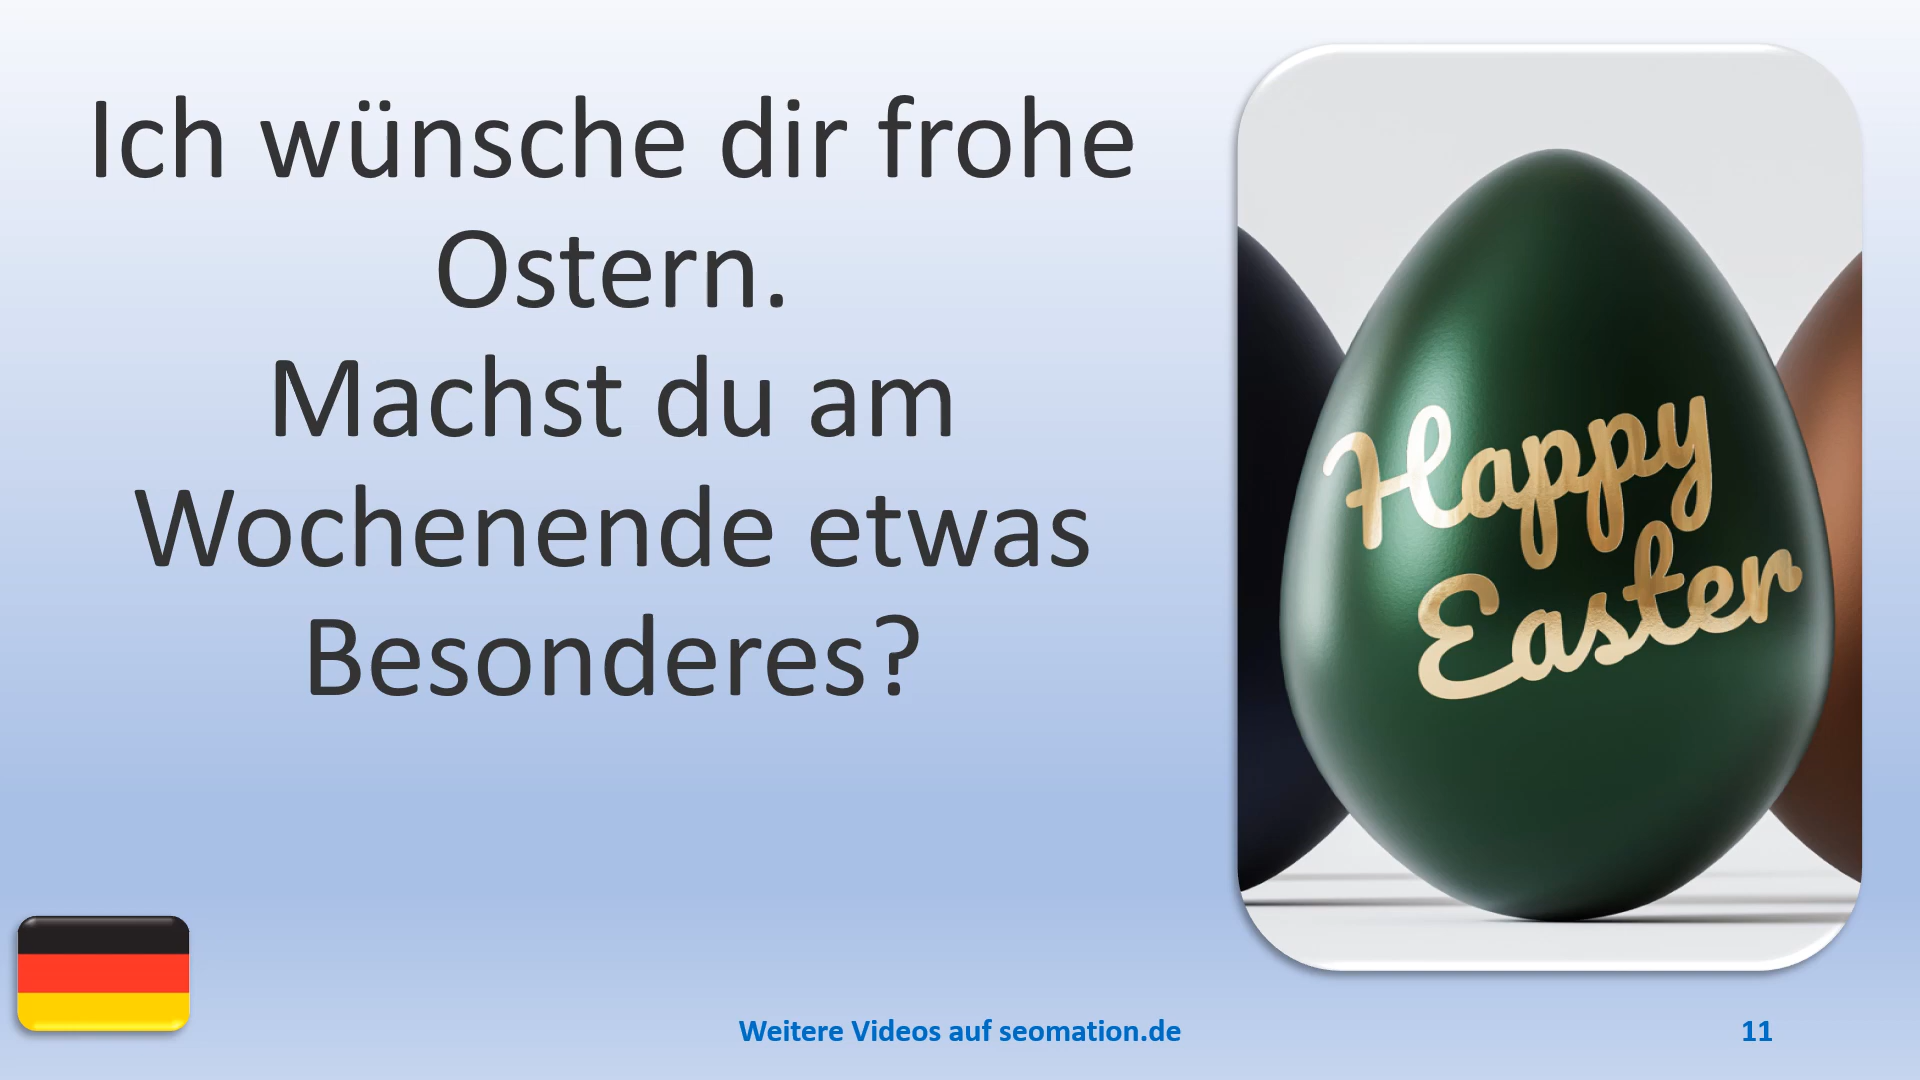 Ich wünsche dir frohe
Ostern.
Machst du am
Wochenende etwas
Besonderes?
Happy
Easter
Weitere Videos auf seomation.de
11